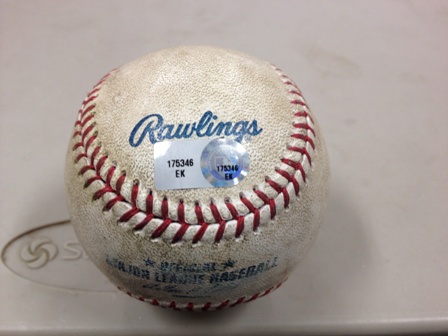 Rawlings
175346
EK
175346
EK
OFFICIAL
MAJOR LEAGUE BASEBALL